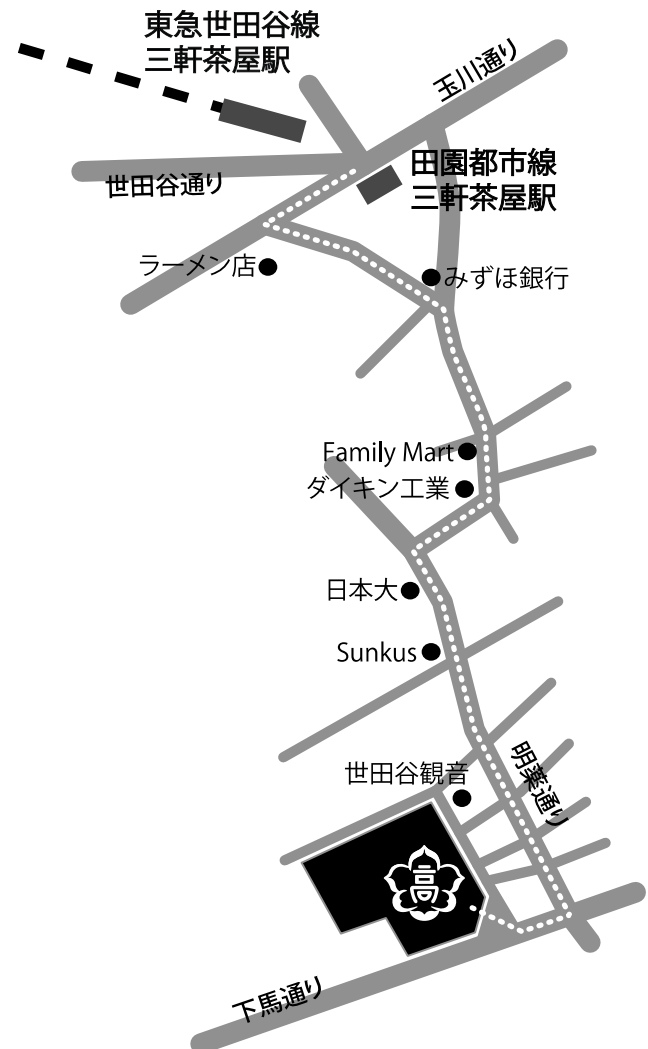 東急世田谷線
三軒茶屋駅
玉川通り
田園都市線
三軒茶屋駅
世田谷通り
ラーメン店
みずほ銀行
Family Mart
ダイキン工業
日本大
Sunkus
世田谷観音
明薬通り
高
下馬通り